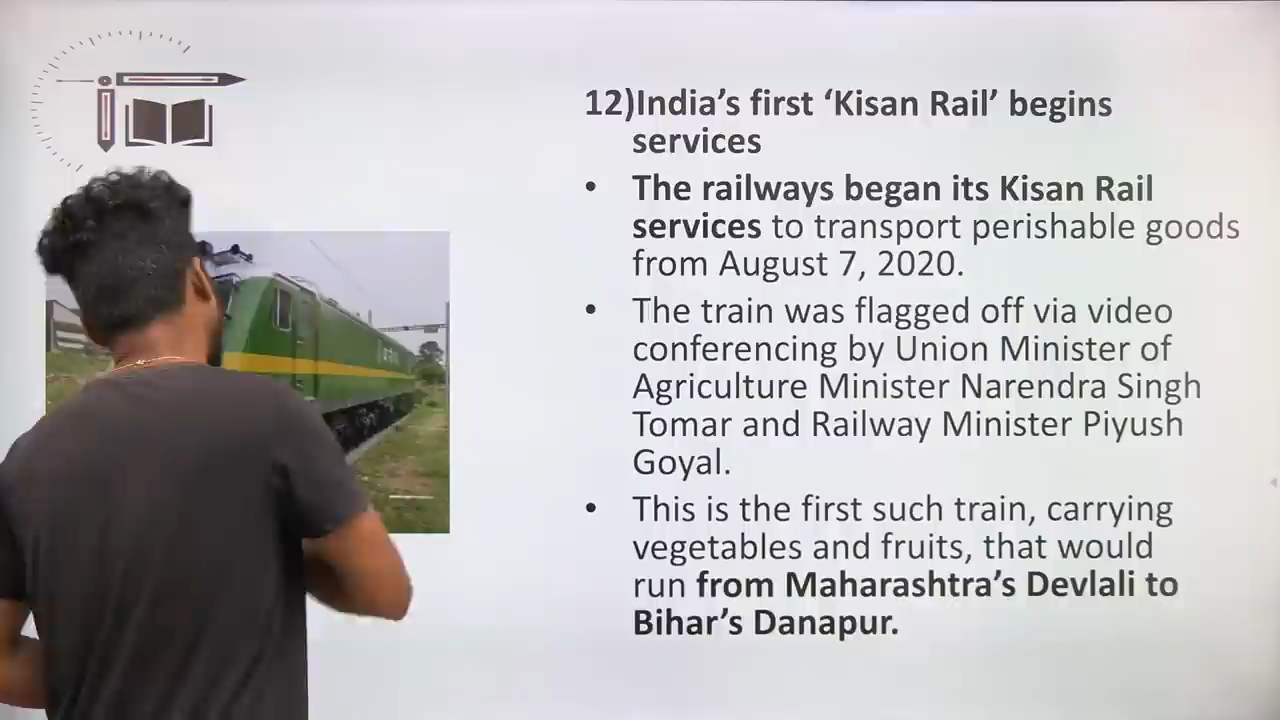 12)India’s first ‘Kisan Rail’ begins
services
• The railways began its Kisan Rail
services to transport perishable goods
from August 7, 2020.
• The train was flagged off via video
conferencing by Union Minister of
Agriculture Minister Narendra Singh
Tomar and Railway Minister Piyush
Goyal.
• This is the first such train, carrying
vegetables and fruits, that would
run from Maharashtra’s Devlali to
Bihar’s Danapur.